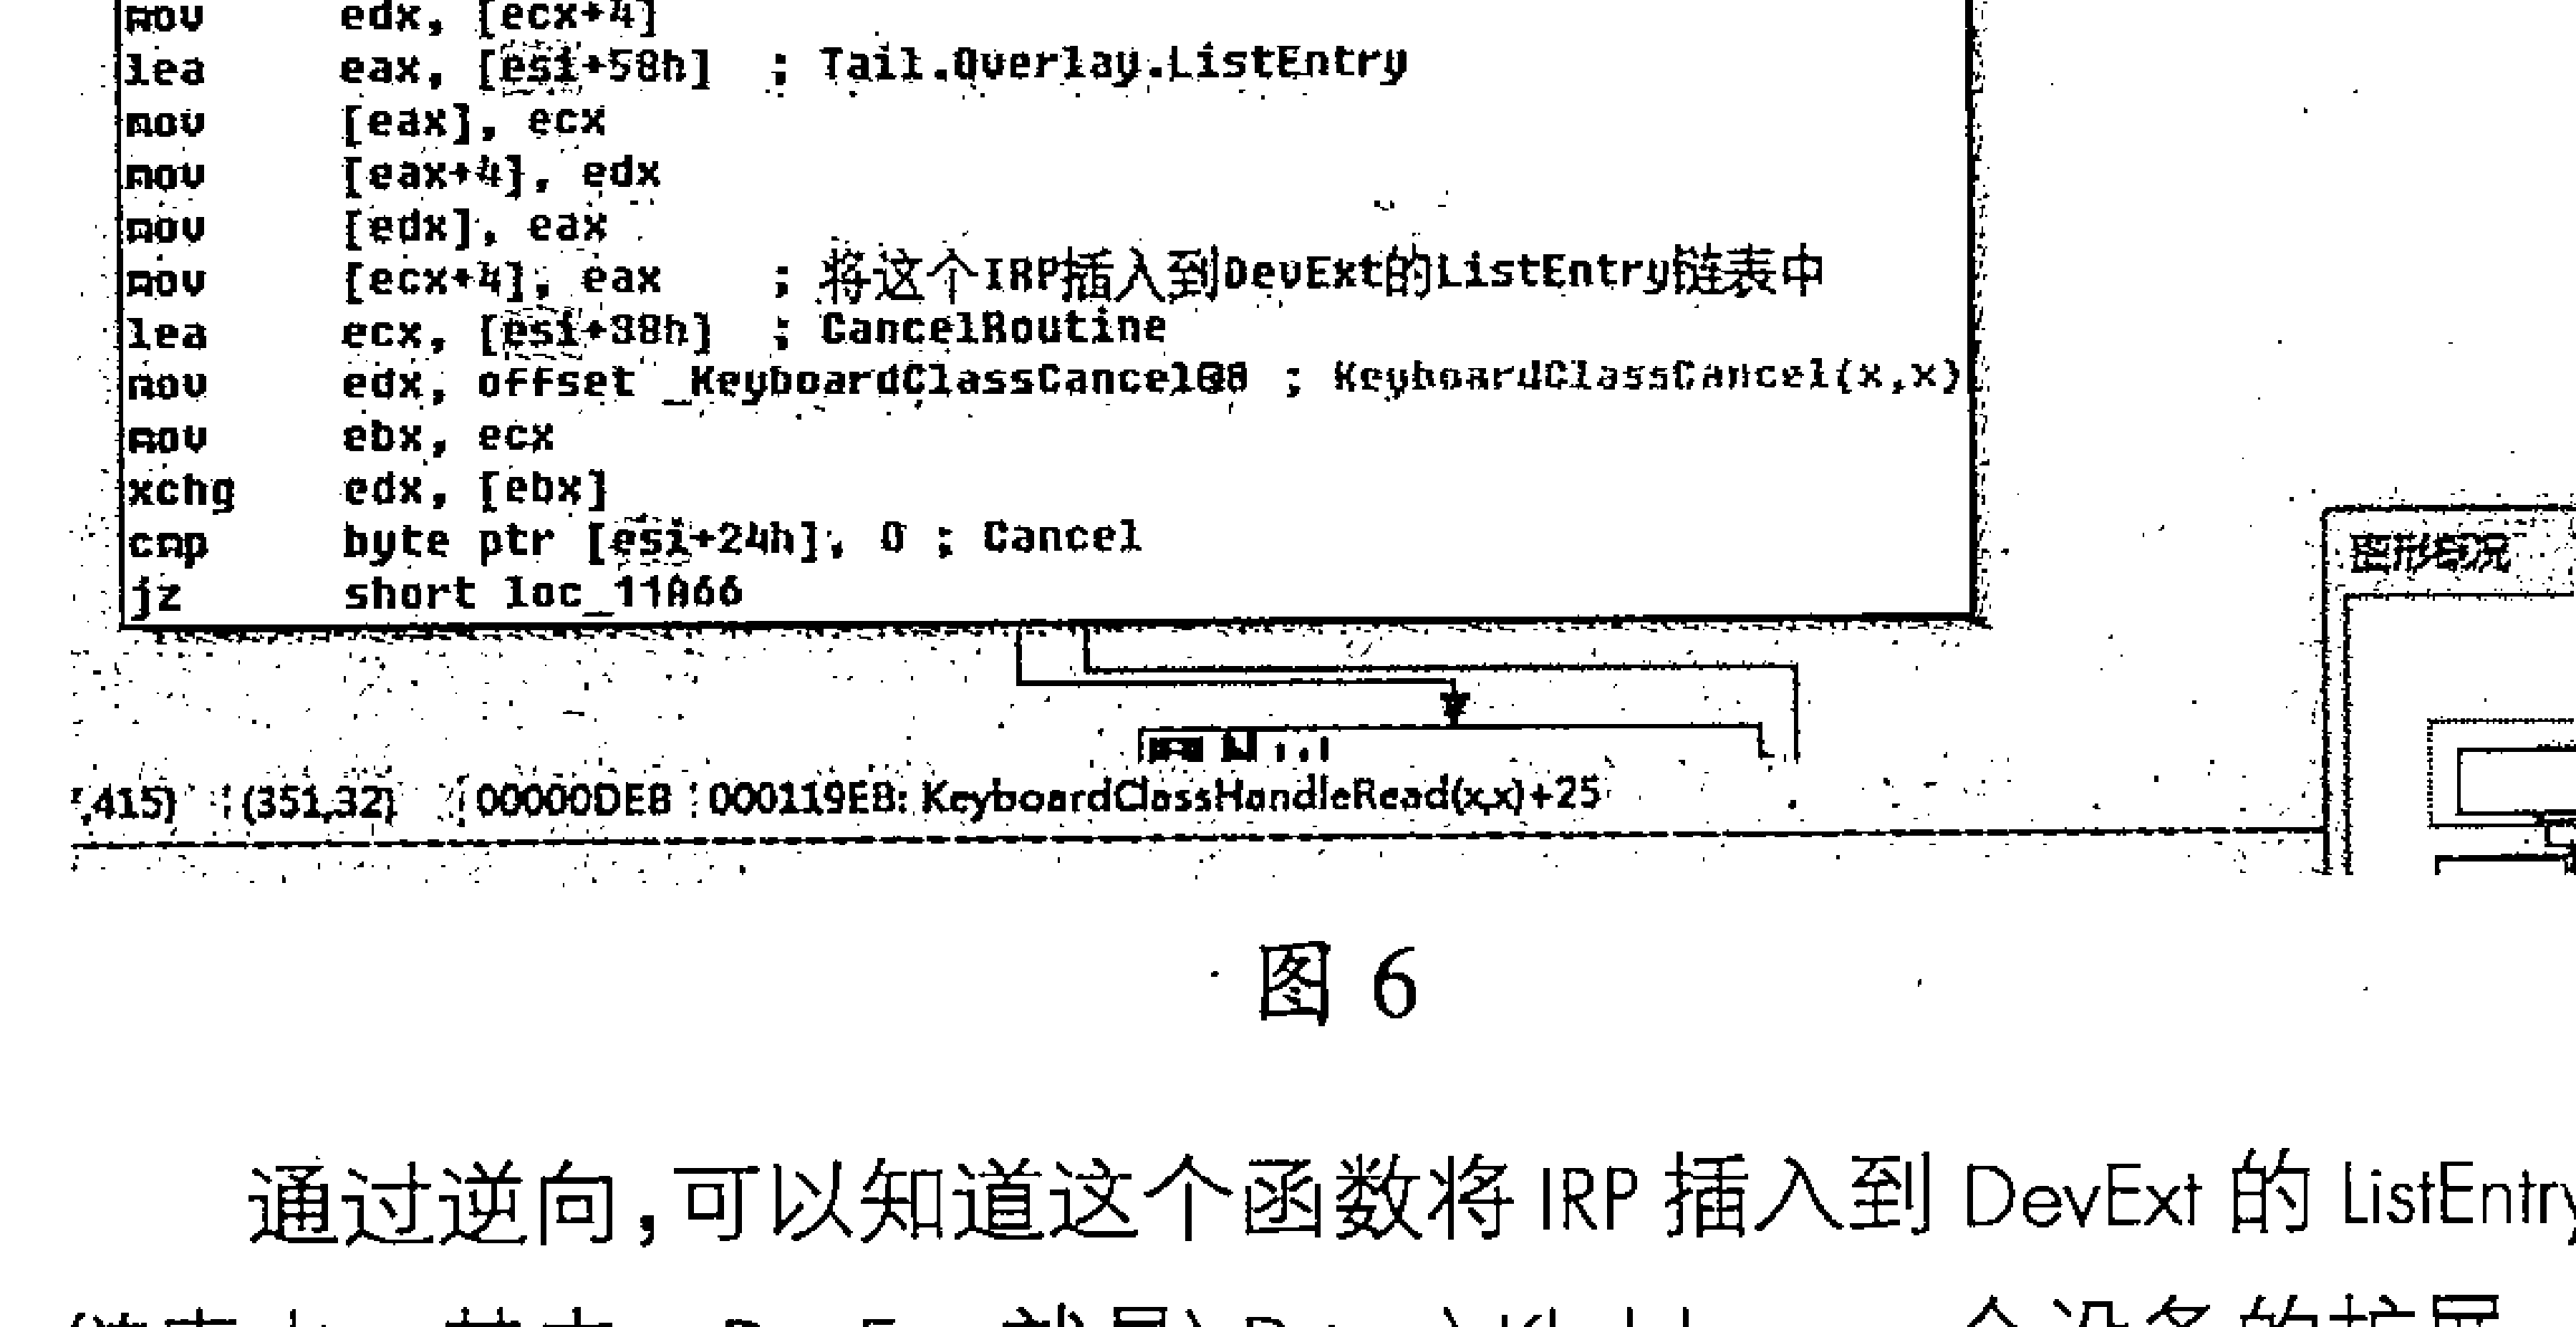 mov edx, [ecx+4]
lea eax, [esi+58h] ; Tail.Overlay.ListEntry
mov [eax], ecx
mov [eax+4], edx
mov [edx], eax
mov [ecx+4], eax ; 将这个IRP插入到DevExt的ListEntry链表中
lea ecx, [esi+38h] ; CancelRoutine
mov edx, offset _KeyboardClassCancel@8 ; KeyboardClassCancel(x,x)
mov ebx, ecx
xchg edx, [ebx]
cmp byte ptr [esi+24h], 0 ; Cancel
jz short loc_11A66
图形概况
,415) (351,32) 00000DEB 000119EB: KeyboardClassHandleRead(x,x)+25
图 6
通过逆向,可以知道这个函数将 IRP 插入到 DevExt 的 ListEntry